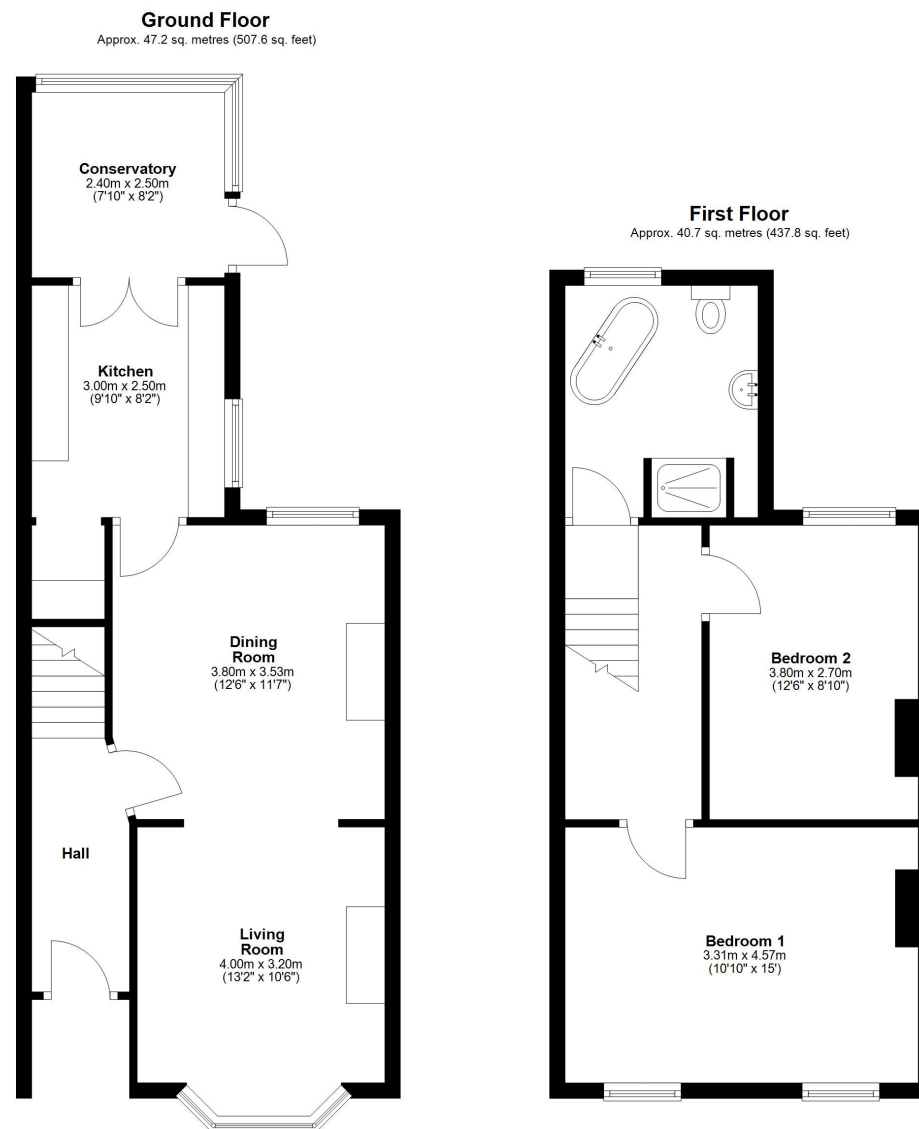 Ground Floor
Approx. 47.2 sq. metres (507.6 sq. feet)
Conservatory
2.40m x 2.50m
(7'10" x 8'2")
Kitchen
3.00m x 2.50m
(9'10" x 8'2")
Dining
Room
3.80m x 3.53m
(12'6" x 11'7")
Hall
Living
Room
4.00m x 3.20m
(13'2" x 10'6")
First Floor
Approx. 40.7 sq. metres (437.8 sq. feet)
Bedroom 2
3.80m x 2.70m
(12'6" x 8'10")
Bedroom 1
3.31m x 4.57m
(10'10" x 15')